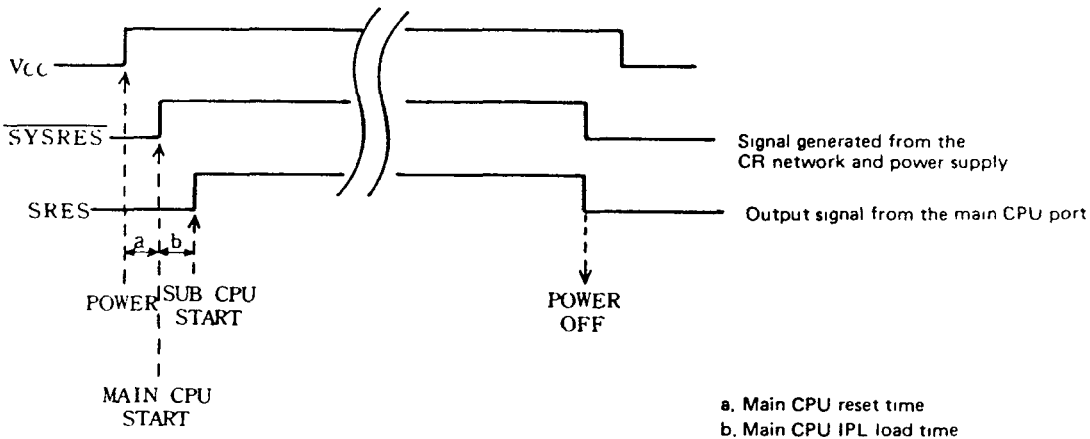 VCC
SYSRES
Signal generated from the
CR network and power supply
SRES
Output signal from the main CPU port
a b
POWER
SUB CPU
START
POWER
OFF
MAIN CPU
START
a. Main CPU reset time
b. Main CPU IPL load time